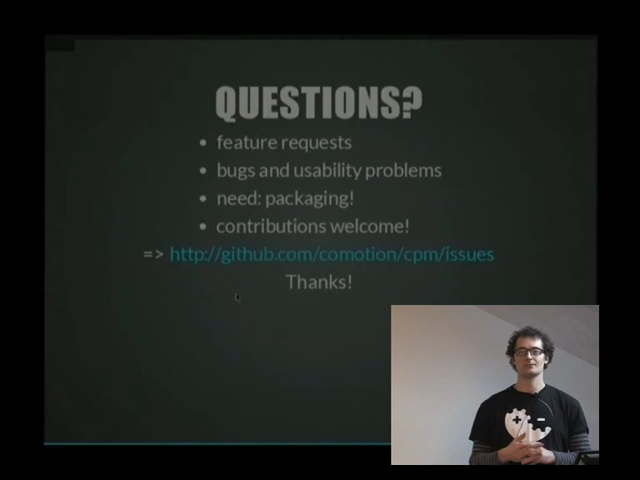 QUESTIONS?
• feature requests
• bugs and usability problems
• need: packaging!
• contributions welcome!
=> http://github.com/comotion/cpm/issues
Thanks!